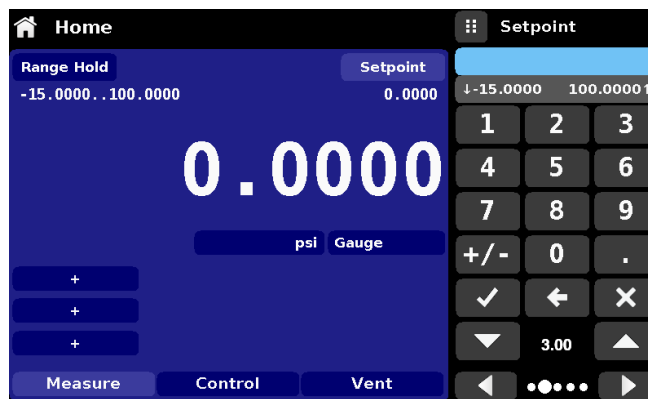 Home
Setpoint
Range Hold
Setpoint
-15.0000..100.0000
0.0000
↓-15.0000 100.0000↑
0.0000
psi Gauge
+
+
+
Measure Control Vent
1 2 3
4 5 6
7 8 9
+/- 0 .
3.00